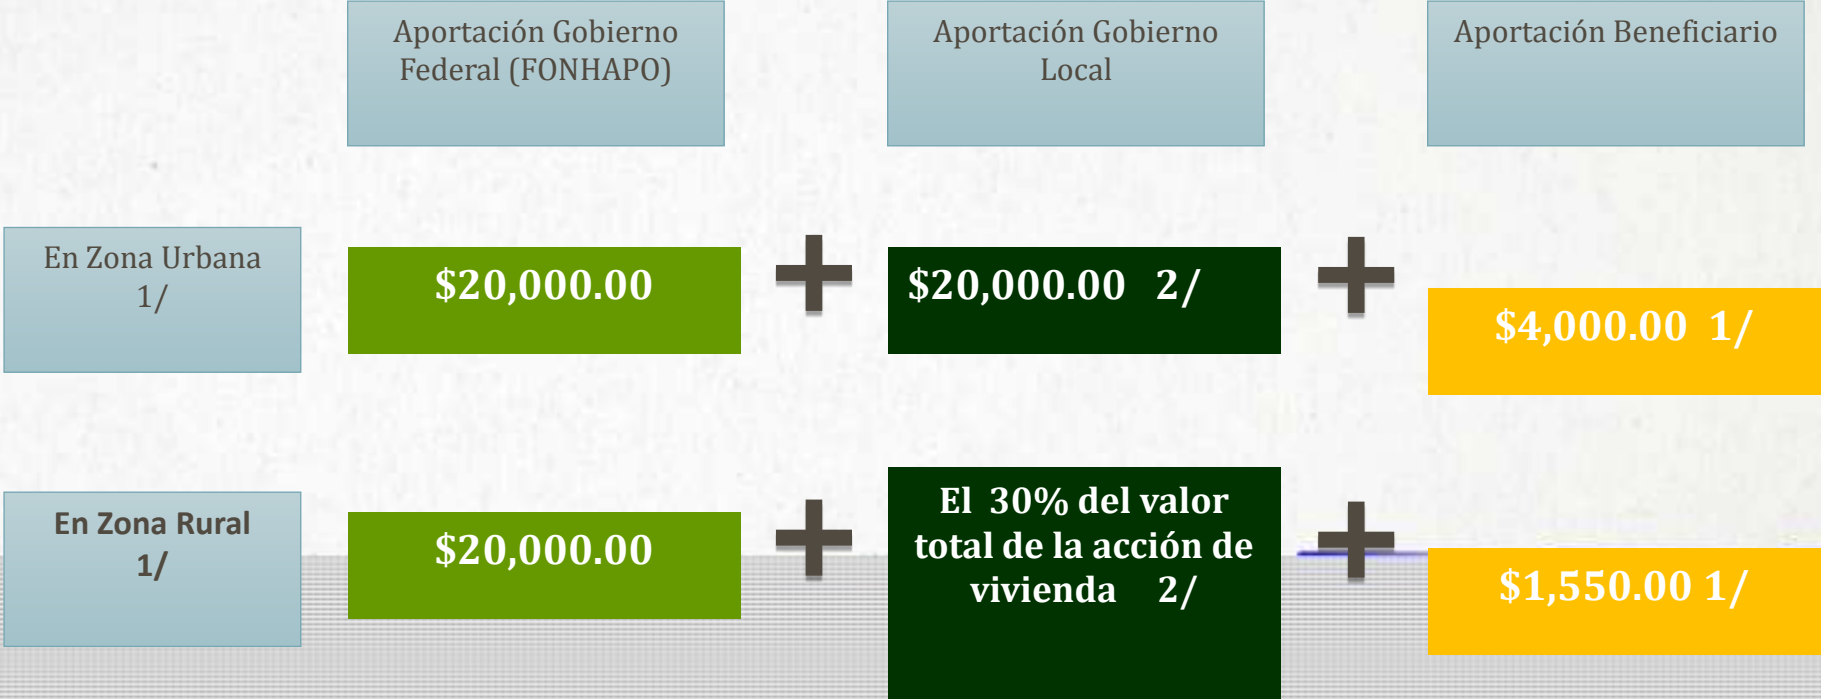 Aportación Gobierno
Federal (FONHAPO)
Aportación Gobierno
Local
Aportación Beneficiario
En Zona Urbana
1/
$20,000.00
$20,000.00 2/
$4,000.00 1/
En Zona Rural
1/
$20,000.00
El 30% del valor
total de la acción de
vivienda 2/
$1,550.00 1/